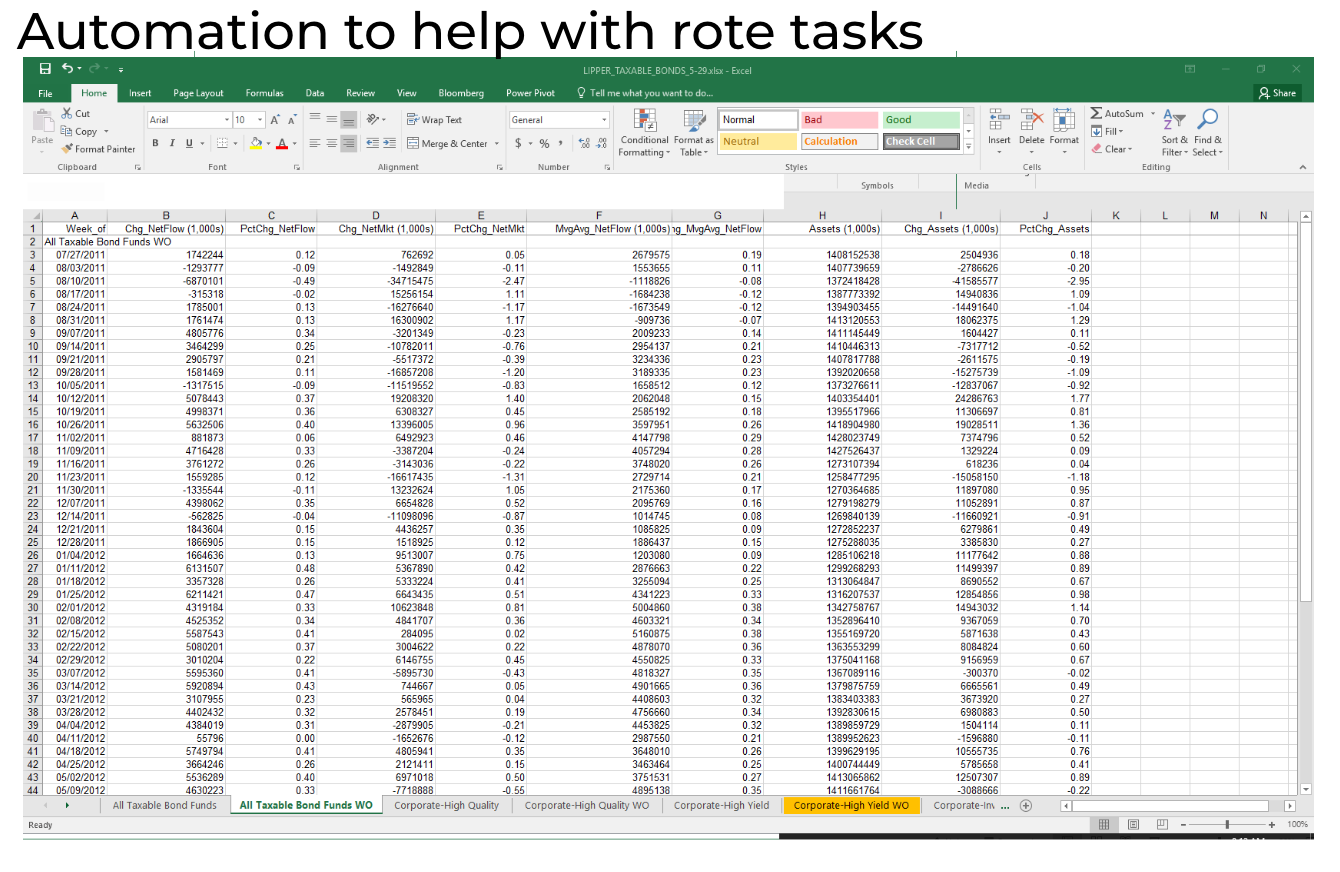 Automation to help with rote tasks
LIPPER_TAXABLE_BONDS_5-29.xlsx - Excel
File Home Insert Page Layout Formulas Data Review View Bloomberg Power Pivot Tell me what you want to do... Share
Cut Arial 10 Wrap Text General Normal Bad Good AutoSum
Copy Fill
Paste Format Painter B I U Merge & Center $ % Conditional Formatting Format as Table Neutral Calculation Check Cell Insert Delete Format Clear Sort & Filter Find & Select
Clipboard Font Alignment Number Styles Cells Editing
Symbols Media
A B C D E F G H I J K L M N
1 Week_of Chg_NetFlow (1,000s) PctChg_NetFlow Chg_NetMkt (1,000s) PctChg_NetMkt MvgAvg_NetFlow (1,000s) ng_MvgAvg_NetFlow Assets (1,000s) Chg_Assets (1,000s) PctChg_Assets
2 All Taxable Bond Funds WO
3 07/27/2011 1742244 0.12 762692 0.05 2679575 0.19 1408152538 2504936 0.18
4 08/03/2011 -1293777 -0.09 -1492849 -0.11 1553655 0.11 1407739659 -2786626 -0.20
5 08/10/2011 -6870101 -0.49 -34715475 -2.47 -1118826 -0.08 1372418428 -41585577 -2.95
6 08/17/2011 -315318 -0.02 15256154 1.11 -1684238 -0.12 1387773392 14940836 1.09
7 08/24/2011 1785001 0.13 -16276640 -1.17 -1673549 -0.12 1394903455 -14491640 -1.04
8 08/31/2011 1761474 0.13 16300902 1.17 -909736 -0.07 1413120553 18062375 1.29
9 09/07/2011 4805776 0.34 -3201349 -0.23 2009233 0.14 1411145449 1604427 0.11
10 09/14/2011 3464299 0.25 -10782011 -0.76 2954137 0.21 1410446313 -7317712 -0.52
11 09/21/2011 2905797 0.21 -5517372 -0.39 3234336 0.23 1407817788 -2611575 -0.19
12 09/28/2011 1581469 0.11 -16857208 -1.20 3189335 0.23 1392020658 -15275739 -1.09
13 10/05/2011 -1317515 -0.09 -11519552 -0.83 1658512 0.12 1373276611 -12837067 -0.92
14 10/12/2011 5078443 0.37 19208320 1.40 2062048 0.15 1403354401 24286763 1.77
15 10/19/2011 4998371 0.36 6308327 0.45 2585192 0.18 1395517966 11306697 0.81
16 10/26/2011 5632506 0.40 13396005 0.96 3597951 0.26 1418904980 19028511 1.36
17 11/02/2011 881873 0.06 6492923 0.46 4147798 0.29 1428023749 7374796 0.52
18 11/09/2011 4716428 0.33 -3387204 -0.24 4057294 0.28 1427526437 1329224 0.09
19 11/16/2011 3761272 0.26 -3143036 -0.22 3748020 0.26 1273107394 618236 0.04
20 11/23/2011 1559285 0.12 -16617435 -1.31 2729714 0.21 1258477295 -15058150 -1.18
21 11/30/2011 -1335544 -0.11 13232624 1.05 2175360 0.17 1270364685 11897080 0.95
22 12/07/2011 4398062 0.35 6654828 0.52 2095769 0.16 1279198279 11052891 0.87
23 12/14/2011 -562825 -0.04 -11098096 -0.87 1014745 0.08 1269840139 -11660921 -0.91
24 12/21/2011 1843604 0.15 4436257 0.35 1085825 0.09 1272852237 6279861 0.49
25 12/28/2011 1866905 0.15 1518925 0.12 1886437 0.15 1275288035 3385830 0.27
26 01/04/2012 1664636 0.13 9513007 0.75 1203080 0.09 1285106218 11177642 0.88
27 01/11/2012 6131507 0.48 5367890 0.42 2876663 0.22 1299268293 11499397 0.89
28 01/18/2012 3357328 0.26 5333224 0.41 3255094 0.25 1313064847 8690552 0.67
29 01/25/2012 6211421 0.47 6643435 0.51 4341223 0.33 1316207537 12854856 0.98
30 02/01/2012 4319184 0.33 10623848 0.81 5004860 0.38 1342758767 14943032 1.14
31 02/08/2012 4525352 0.34 4841707 0.36 4603321 0.34 1352896410 9367059 0.70
32 02/15/2012 5587543 0.41 284095 0.02 5160875 0.38 1355169720 5871638 0.43
33 02/22/2012 5080201 0.37 3004622 0.22 4878070 0.36 1363553299 8084824 0.60
34 02/29/2012 3010204 0.22 6146755 0.45 4550825 0.33 1375041168 9156959 0.67
35 03/07/2012 5595360 0.41 -5895730 -0.43 4818327 0.35 1367089116 -300370 -0.02
36 03/14/2012 5920894 0.43 744667 0.05 4901665 0.36 1379875759 6665561 0.49
37 03/21/2012 3107955 0.23 565965 0.04 4408603 0.32 1383403383 3673920 0.27
38 03/28/2012 4402432 0.32 2578451 0.19 4756660 0.34 1392830615 6980883 0.50
39 04/04/2012 4384019 0.31 -2879905 -0.21 4453825 0.32 1389859729 1504114 0.11
40 04/11/2012 55796 0.00 -1652676 -0.12 2987550 0.21 1389952623 -1596880 -0.11
41 04/18/2012 5749794 0.41 4805941 0.35 3648010 0.26 1399629195 10555735 0.76
42 04/25/2012 3664246 0.26 2121411 0.15 3463464 0.25 1400744449 5785658 0.41
43 05/02/2012 5536289 0.40 6971018 0.50 3751531 0.27 1413065862 12507307 0.89
44 05/09/2012 4630223 0.33 -7718888 -0.55 4895138 0.35 1411661764 -3088666 -0.22
All Taxable Bond Funds All Taxable Bond Funds WO Corporate-High Quality Corporate-High Quality WO Corporate-High Yield Corporate-High Yield WO Corporate-Inv ...
Ready 100%